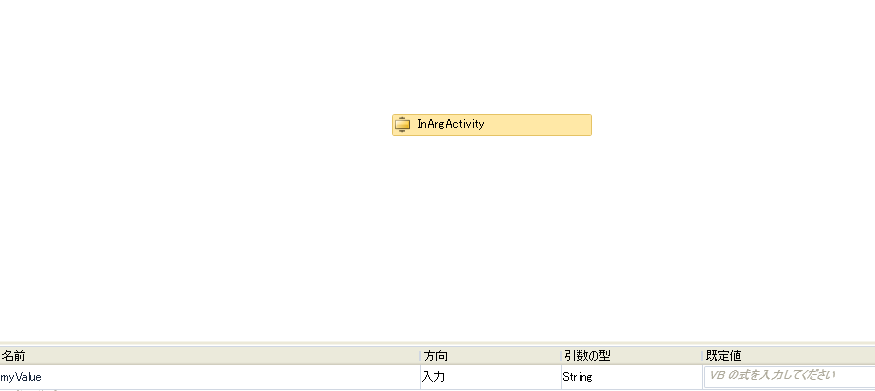 InArgActivity
名前 方向 引数の型 既定値
myValue 入力 String VB の式を入力してください